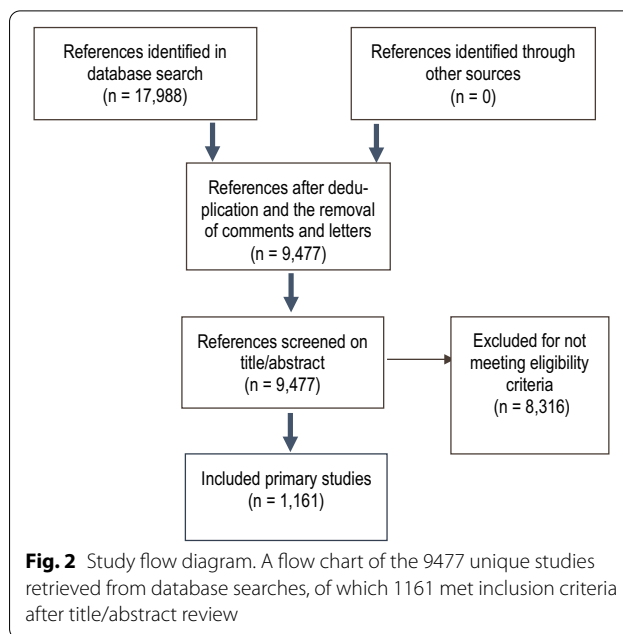 References identified in
database search
(n = 17,988)
References identified through
other sources
(n = 0)
References after dedu-
plication and the removal
of comments and letters
(n = 9,477)
References screened on
title/abstract
(n = 9,477)
Excluded for not
meeting eligibility
criteria
(n = 8,316)
Included primary studies
(n = 1,161)
Fig. 2 Study flow diagram. A flow chart of the 9477 unique studies
retrieved from database searches, of which 1161 met inclusion criteria
after title/abstract review